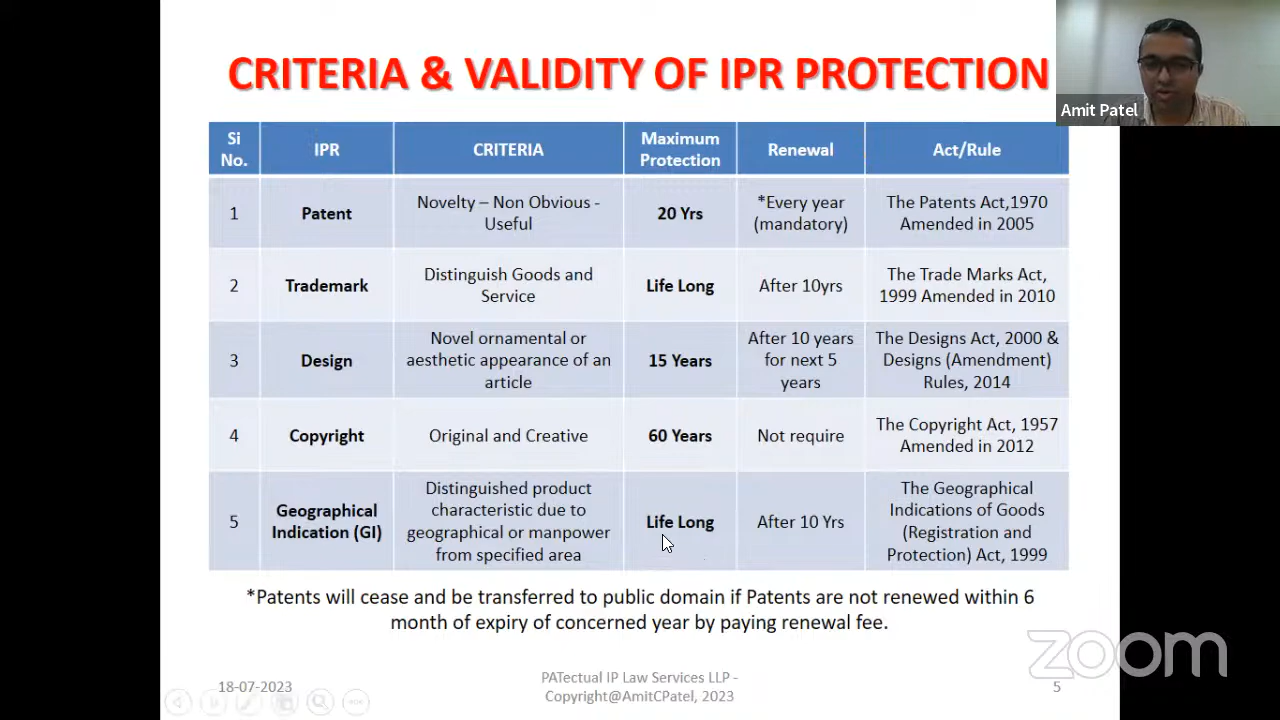 CRITERIA & VALIDITY OF IPR PROTECTION
Amit Patel
Si
No.
IPR
CRITERIA
Maximum
Protection
Renewal
Act/Rule
1
Patent
Novelty – Non Obvious -
Useful
20 Yrs
*Every year
(mandatory)
The Patents Act,1970
Amended in 2005
2
Trademark
Distinguish Goods and
Service
Life Long
After 10yrs
The Trade Marks Act,
1999 Amended in 2010
3
Design
Novel ornamental or
aesthetic appearance of an
article
15 Years
After 10 years
for next 5
years
The Designs Act, 2000 &
Designs (Amendment)
Rules, 2014
4
Copyright
Original and Creative
60 Years
Not require
The Copyright Act, 1957
Amended in 2012
5
Geographical
Indication (GI)
Distinguished product
characteristic due to
geographical or manpower
from specified area
Life Long
After 10 Yrs
The Geographical
Indications of Goods
(Registration and
Protection) Act, 1999
*Patents will cease and be transferred to public domain if Patents are not renewed within 6
month of expiry of concerned year by paying renewal fee.
zoom
18-07-2023
PATectual IP Law Services LLP -
Copyright@AmitCPatel, 2023
5